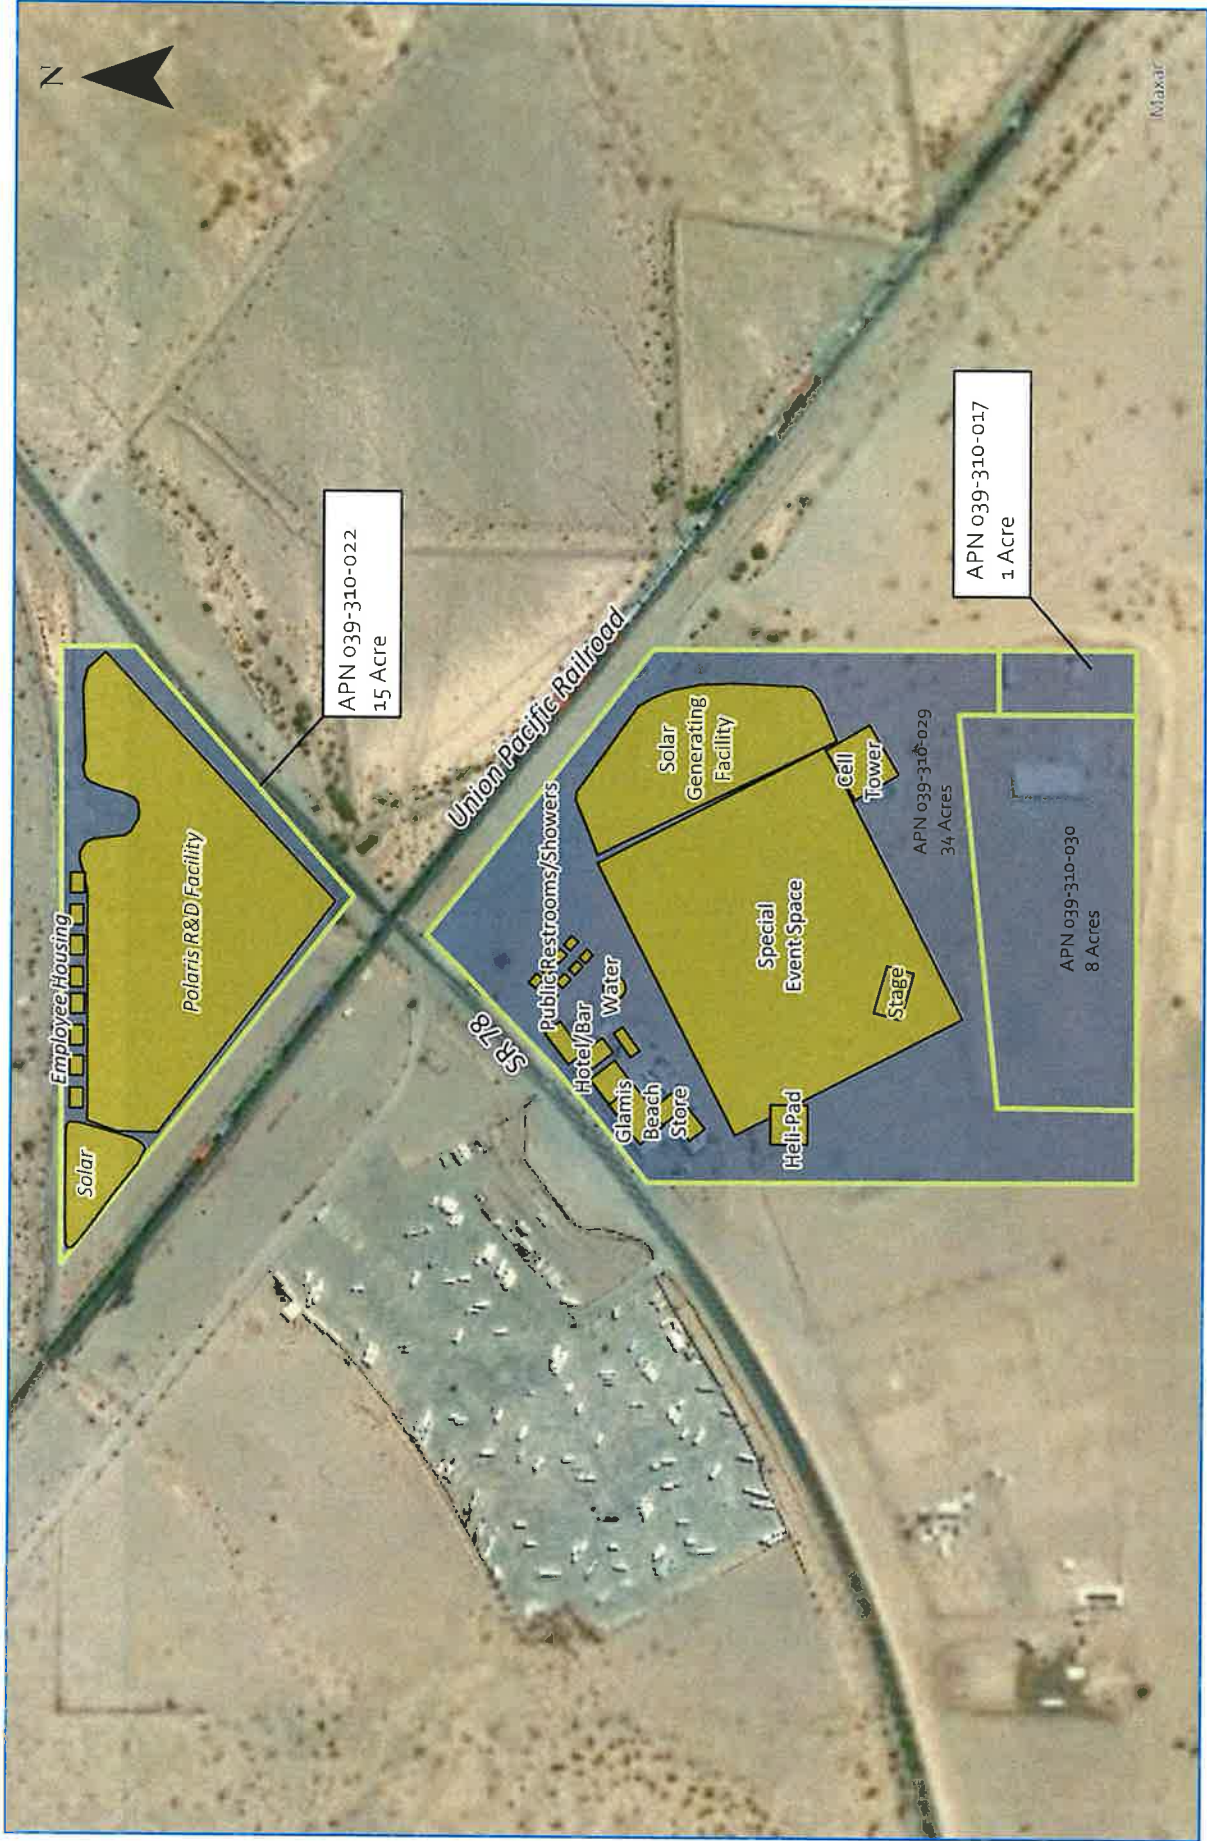 N
Employee Housing
Solar
Polaris R&D Facility
APN 039-310-022
15 Acre
Union Pacific Railroad
SR 78
Public Restrooms/Showers
Hotel/Bar
Water
Glamis
Beach
Store
Solar
Generating
Facility
Special
Event Space
Cell
Tower
Stage
Heli-Pad
APN 039-310-029
34 Acres
APN 039-310-030
8 Acres
APN 039-310-017
1 Acre
Maxar